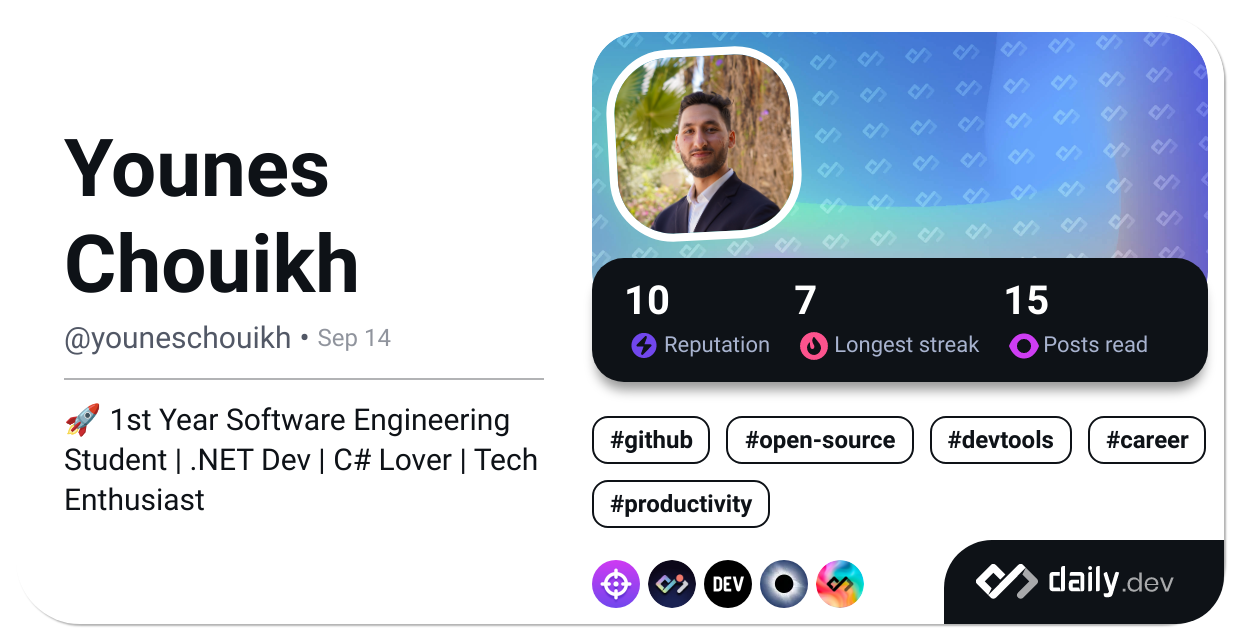 Younes
Chouikh
@youneschouikh • Sep 14
🚀 1st Year Software Engineering
Student | .NET Dev | C# Lover | Tech
Enthusiast
10 7 15
Reputation Longest streak Posts read
#github #open-source #devtools #career
#productivity
DEV
daily.dev